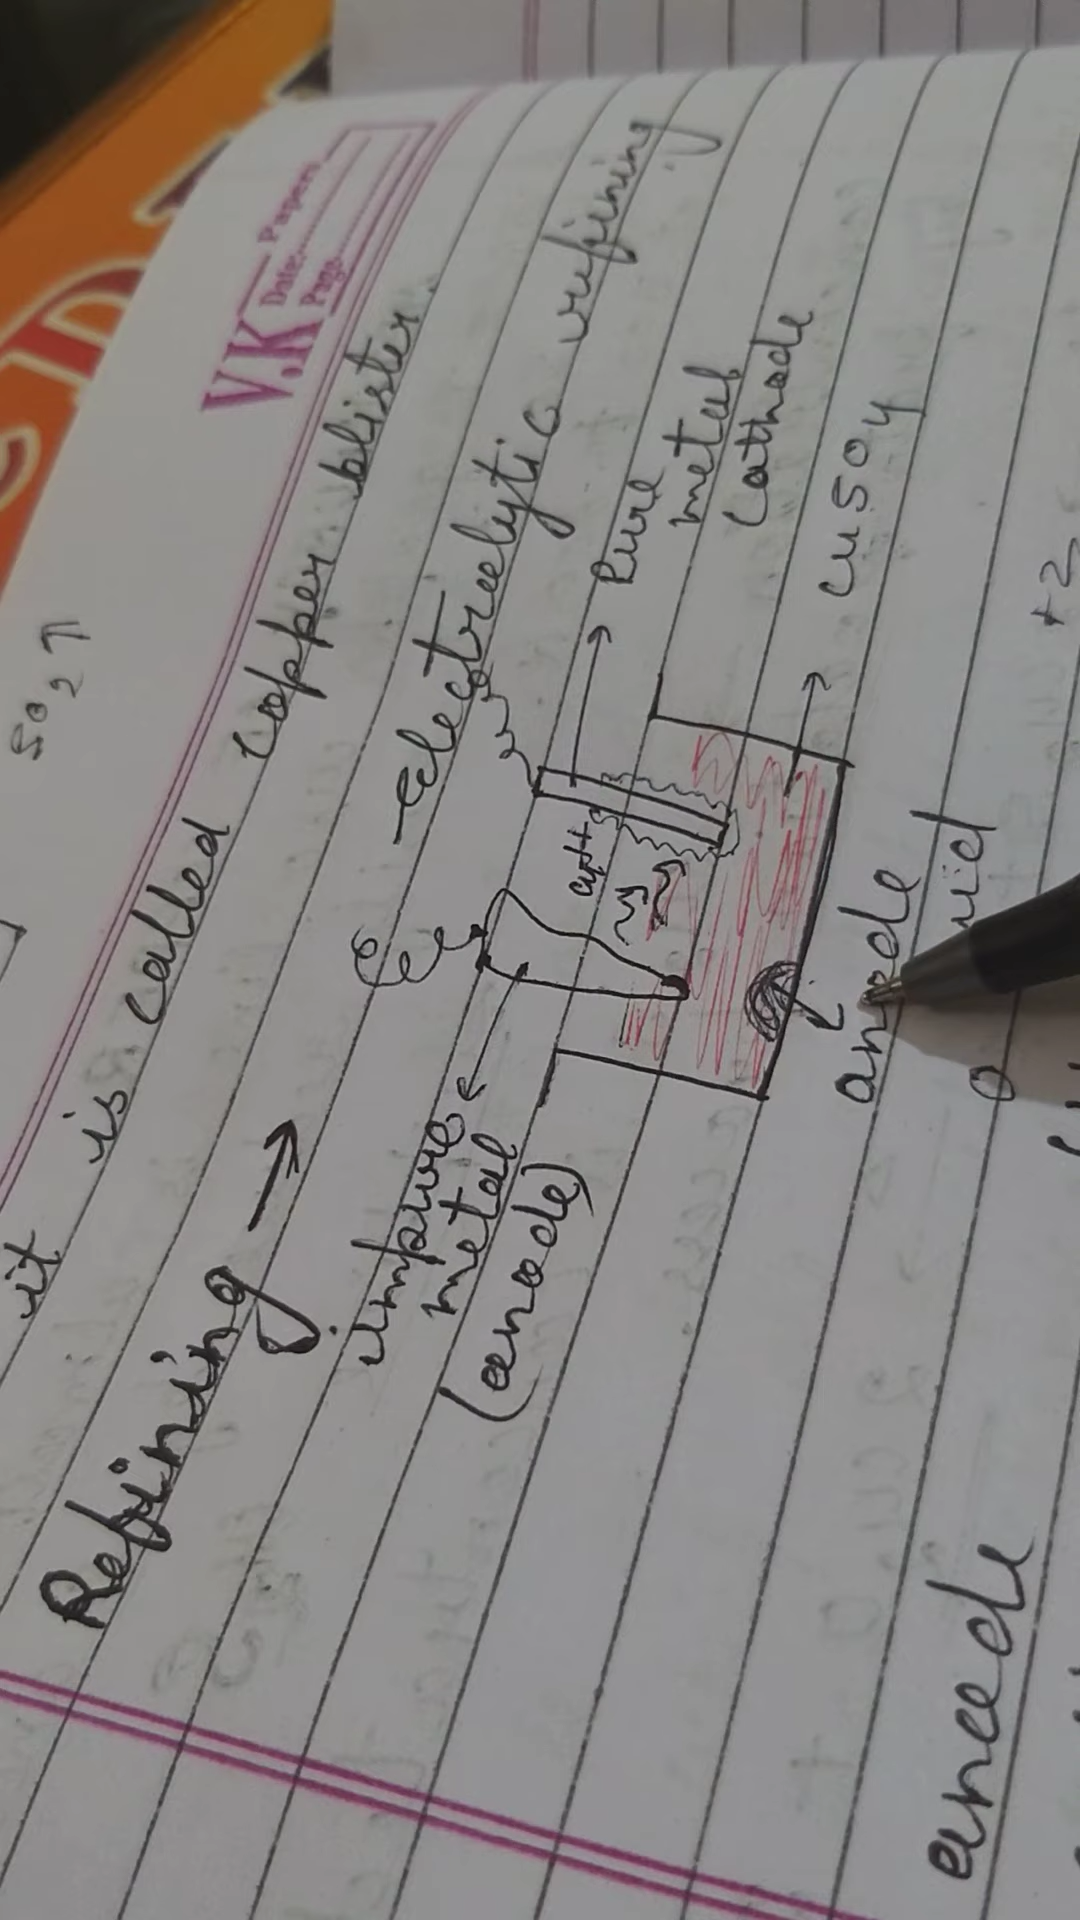 SO2 ↑
V.K Papers
Date:
Page
it is called copper blister.
Refining → electrolytic refining
impure
metal
(anode)
Cu++
Pure
metal
Cathode
CuSO4
anode
+2
anode